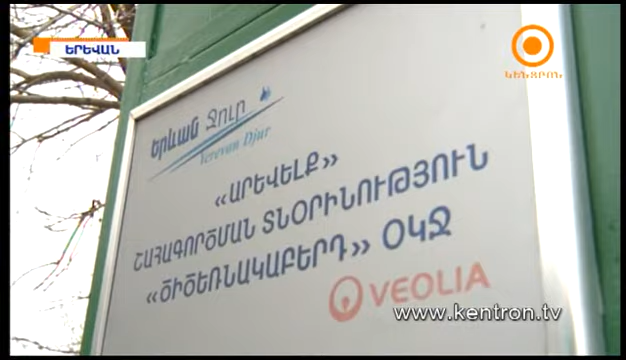 ԵՐԵՎԱՆ
ԿԵՆՏՐՈՆ
Երևան Ջուր
Yerevan Djur
«ԱՐԵՎԵԼՔ»
ՇԱՀԱԳՈՐԾՄԱՆ ՏՆՕՐԻՆՈՒԹՅՈՒՆ
«ԾԻԾԵՌՆԱԿԱԲԵՐԴ» ՕԿՋ
VEOLIA
www.kentron.tv